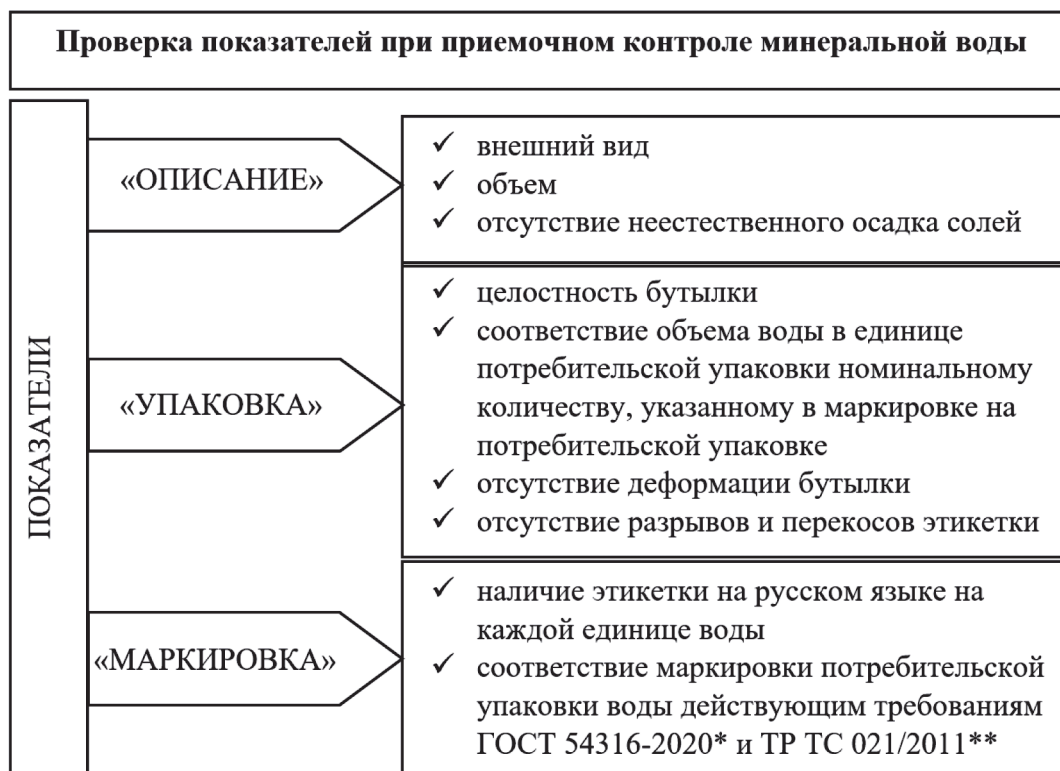 Проверка показателей при приемочном контроле минеральной воды
ПОКАЗАТЕЛИ
«ОПИСАНИЕ»
✓ внешний вид
✓ объем
✓ отсутствие неестественного осадка солей
«УПАКОВКА»
✓ целостность бутылки
✓ соответствие объема воды в единице
потребительской упаковки номинальному
количеству, указанному в маркировке на
потребительской упаковке
✓ отсутствие деформации бутылки
✓ отсутствие разрывов и перекосов этикетки
«МАРКИРОВКА»
✓ наличие этикетки на русском языке на
каждой единице воды
✓ соответствие маркировки потребительской
упаковки воды действующим требованиям
ГОСТ 54316-2020* и ТР ТС 021/2011**